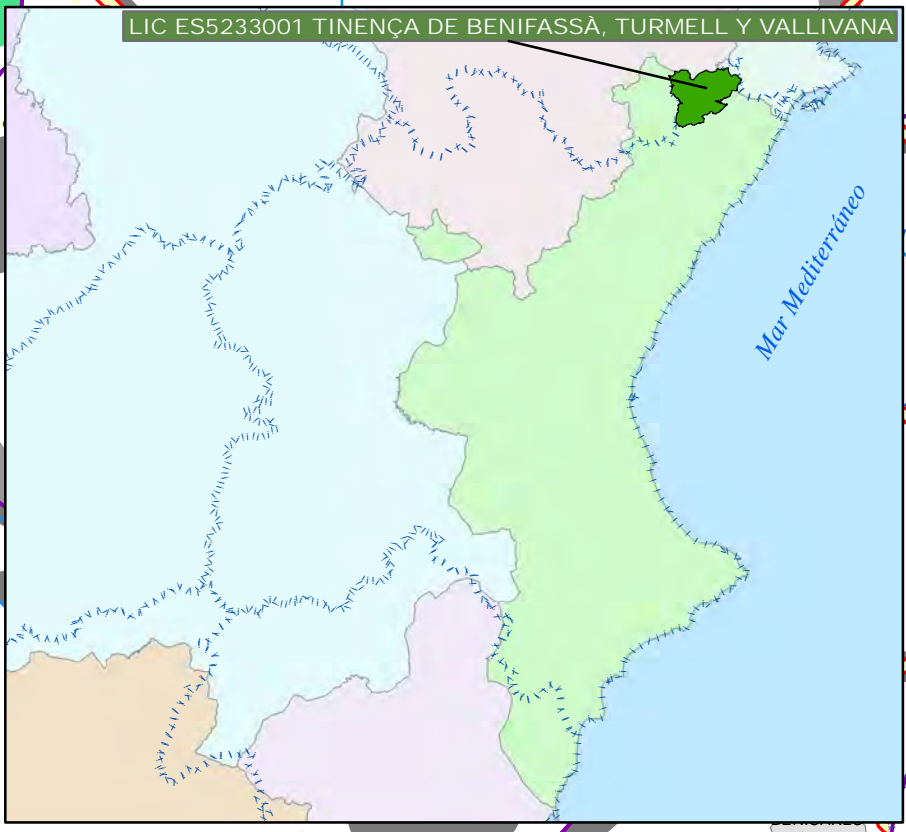 LIC ES5233001 TINENÇA DE BENIFASSÀ, TURMELL Y VALLIVANA
Mar Mediterráneo